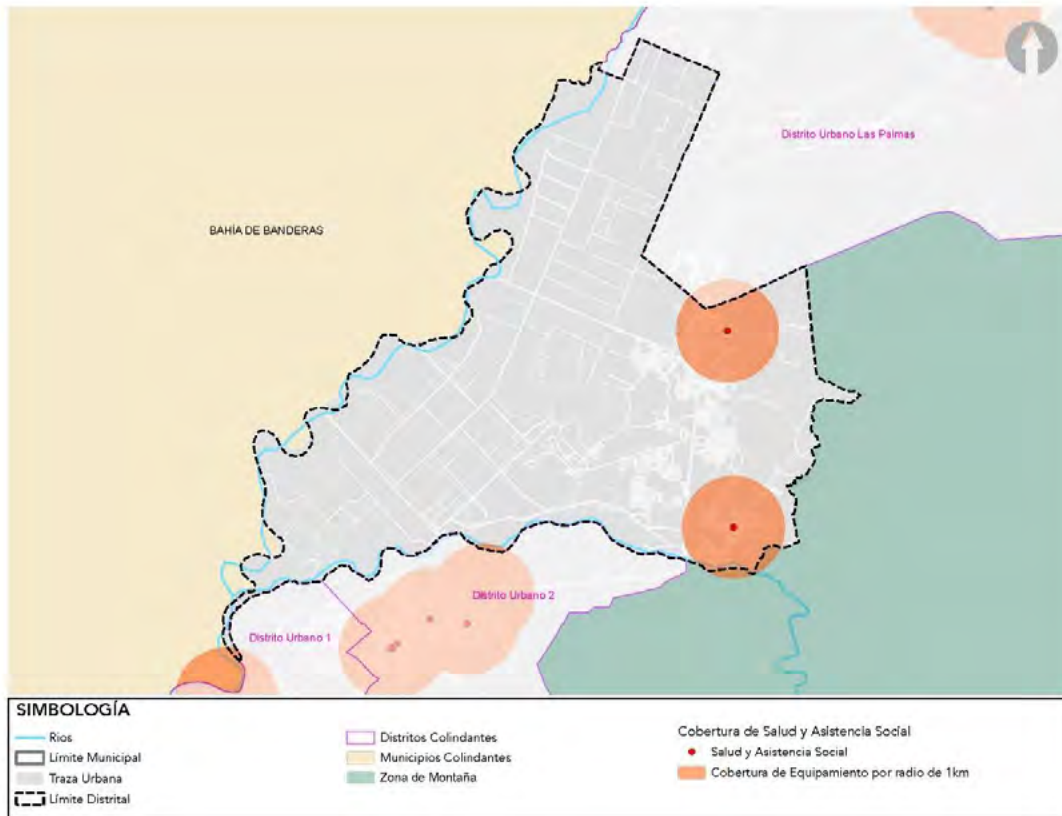 Distrito Urbano Las Palmas
BAHÍA DE BANDERAS
Distrito Urbano 2
Distrito Urbano 1
SIMBOLOGÍA
Rios
Límite Municipal
Traza Urbana
Límite Distrital
Distritos Colindantes
Municipios Colindantes
Zona de Montaña
Cobertura de Salud y Asistencia Social
Salud y Asistencia Social
Cobertura de Equipamiento por radio de 1km